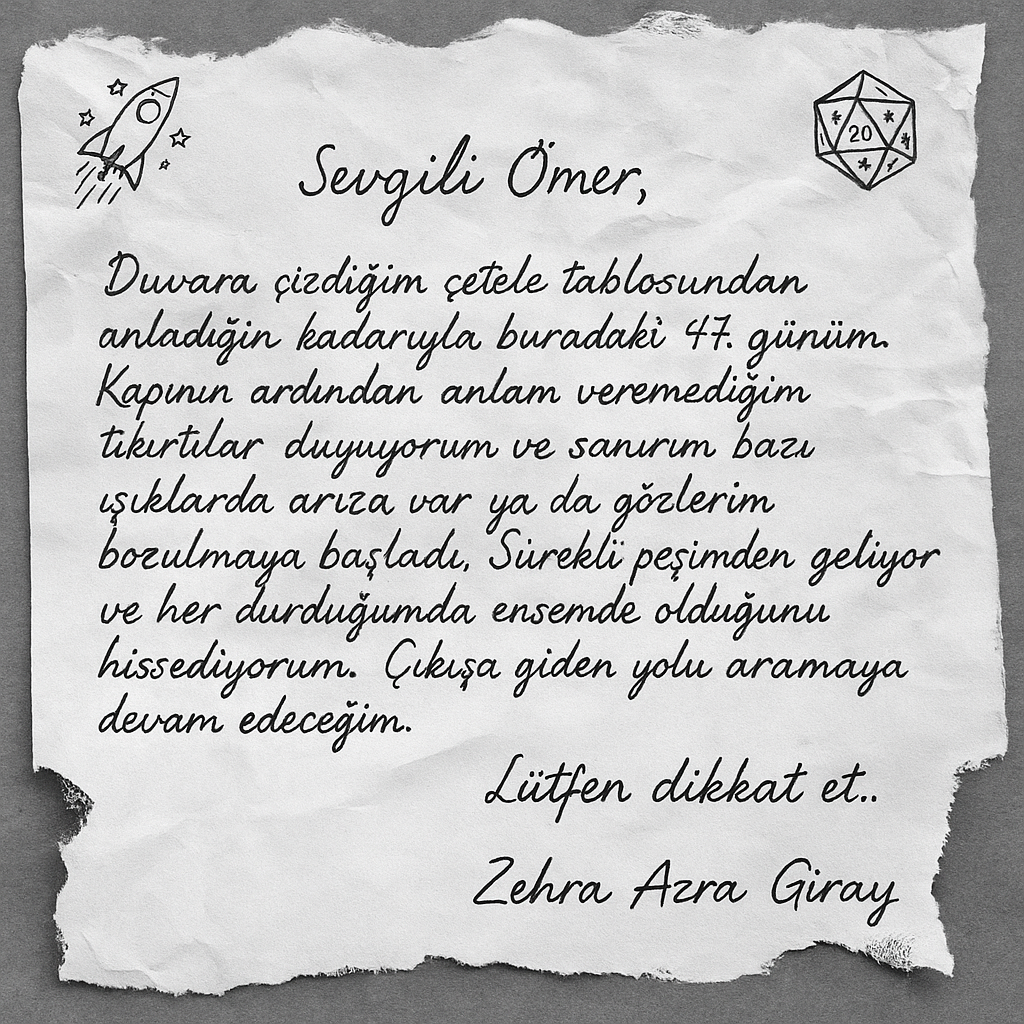 20
Sevgili Ömer,
Duvara çizdiğim çetele tablosundan
anladığin kadarıyla buradaki 47. günüm.
Kapının ardından anlam veremediğim
tıkırtılar duyuyorum ve sanırım bazı
ışıklarda arıza var ya da gözlerim
bozulmaya başladı, Sürekli peşimden geliyor
ve her durduğumda ensemde olduğunu
hissediyorum. Çıkışa giden yolu aramaya
devam edeceğim.
Lütfen dikkat et..
Zehra Azra Giray